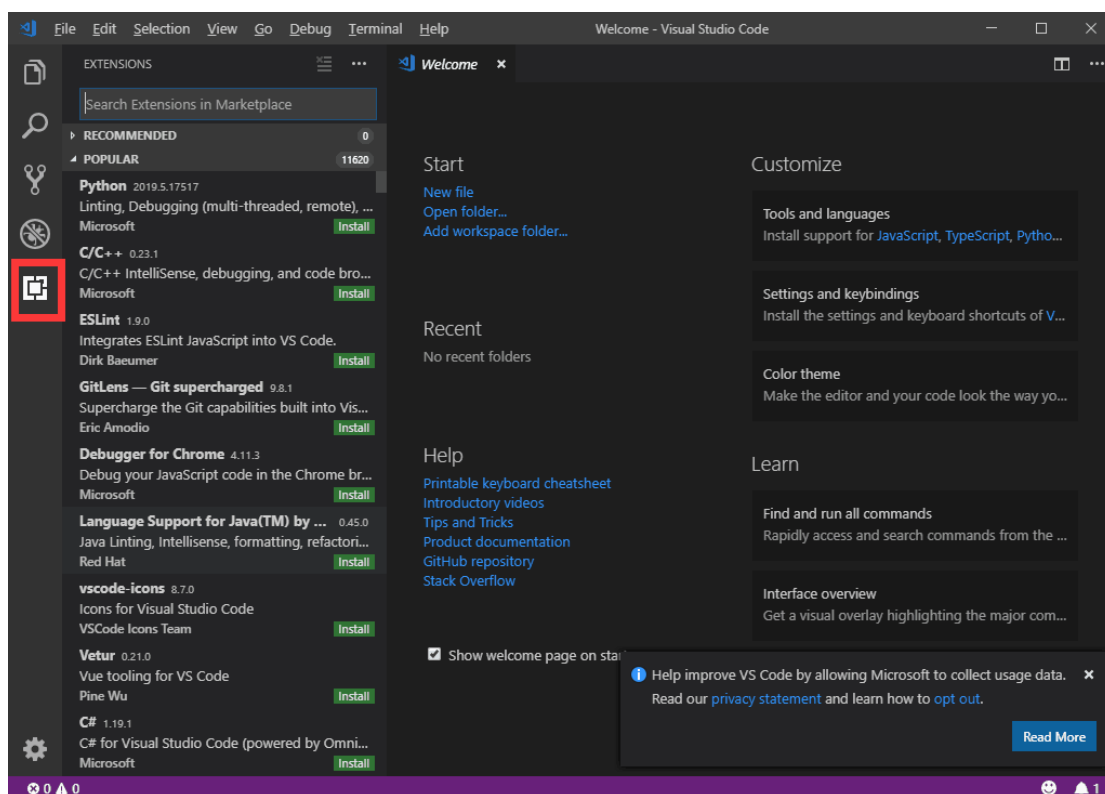 File Edit Selection View Go Debug Terminal Help Welcome - Visual Studio Code
EXTENSIONS
Search Extensions in Marketplace
RECOMMENDED 0
POPULAR 11620
Python 2019.5.17517
Linting, Debugging (multi-threaded, remote), ...
Microsoft Install
C/C++ 0.23.1
C/C++ IntelliSense, debugging, and code bro...
Microsoft Install
ESLint 1.9.0
Integrates ESLint JavaScript into VS Code.
Dirk Baeumer Install
GitLens — Git supercharged 9.8.1
Supercharge the Git capabilities built into Vis...
Eric Amodio Install
Debugger for Chrome 4.11.3
Debug your JavaScript code in the Chrome br...
Microsoft Install
Language Support for Java(TM) by ... 0.45.0
Java Linting, Intellisense, formatting, refactori...
Red Hat Install
vscode-icons 8.7.0
Icons for Visual Studio Code
VSCode Icons Team Install
Vetur 0.21.0
Vue tooling for VS Code
Pine Wu Install
C# 1.19.1
C# for Visual Studio Code (powered by Omni...
Microsoft Install
Welcome
Start
New file
Open folder...
Add workspace folder...
Recent
No recent folders
Help
Printable keyboard cheatsheet
Introductory videos
Tips and Tricks
Product documentation
GitHub repository
Stack Overflow
Show welcome page on
Customize
Tools and languages
Install support for JavaScript, TypeScript, Pytho...
Settings and keybindings
Install the settings and keyboard shortcuts of V...
Color theme
Make the editor and your code look the way yo...
Learn
Find and run all commands
Rapidly access and search commands from the ...
Interface overview
Get a visual overlay highlighting the major com...
Help improve VS Code by allowing Microsoft to collect usage data.
Read our privacy statement and learn how to opt out.
Read More
0 0 1